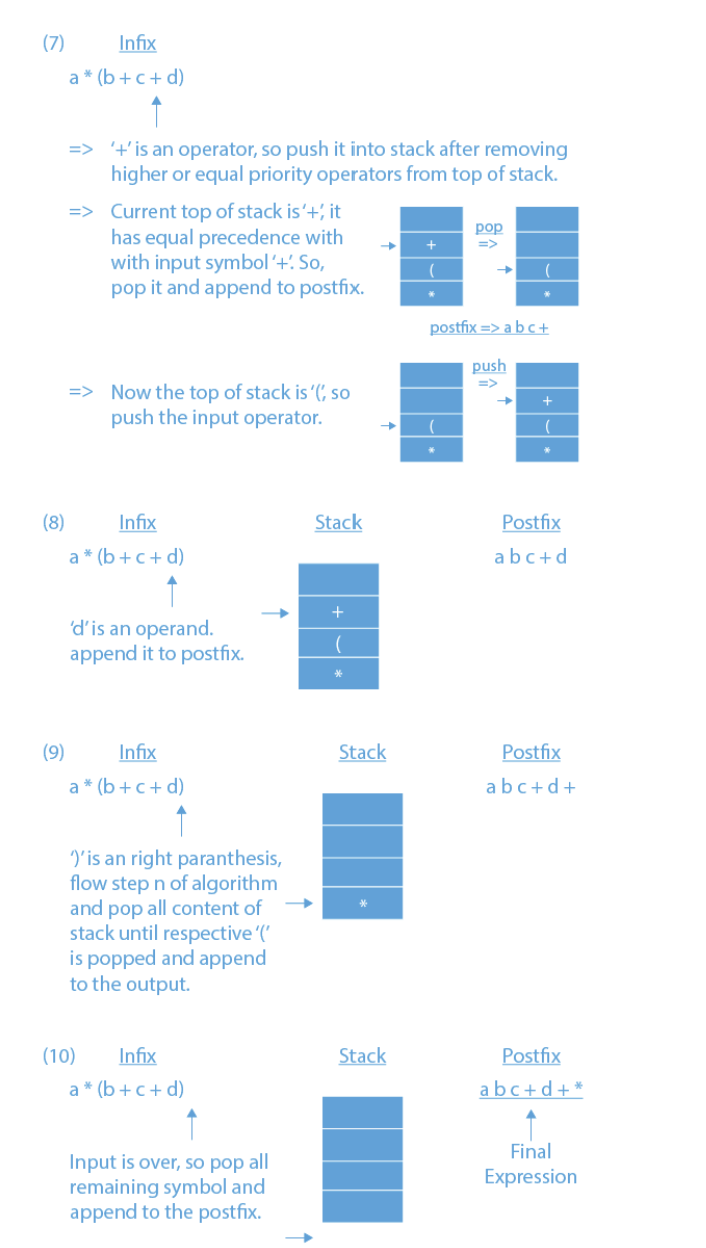 (7) Infix
a * (b + c + d)
=> ‘+’ is an operator, so push it into stack after removing
higher or equal priority operators from top of stack.
=> Current top of stack is ‘+’, it
has equal precedence with
with input symbol ‘+’. So,
pop it and append to postfix.
+
(
*
pop
=>
(
*
postfix => a b c +
=> Now the top of stack is ‘(’, so
push the input operator.
(
*
push
=>
+
(
*
(8) Infix Stack Postfix
a * (b + c + d) a b c + d
‘d’ is an operand.
append it to postfix.
+
(
*
(9) Infix Stack Postfix
a * (b + c + d) a b c + d +
‘)’ is an right paranthesis,
flow step n of algorithm
and pop all content of
stack until respective ‘(’
is popped and append
to the output.
*
(10) Infix Stack Postfix
a * (b + c + d) a b c + d + *
Input is over, so pop all
remaining symbol and
append to the postfix.
Final
Expression